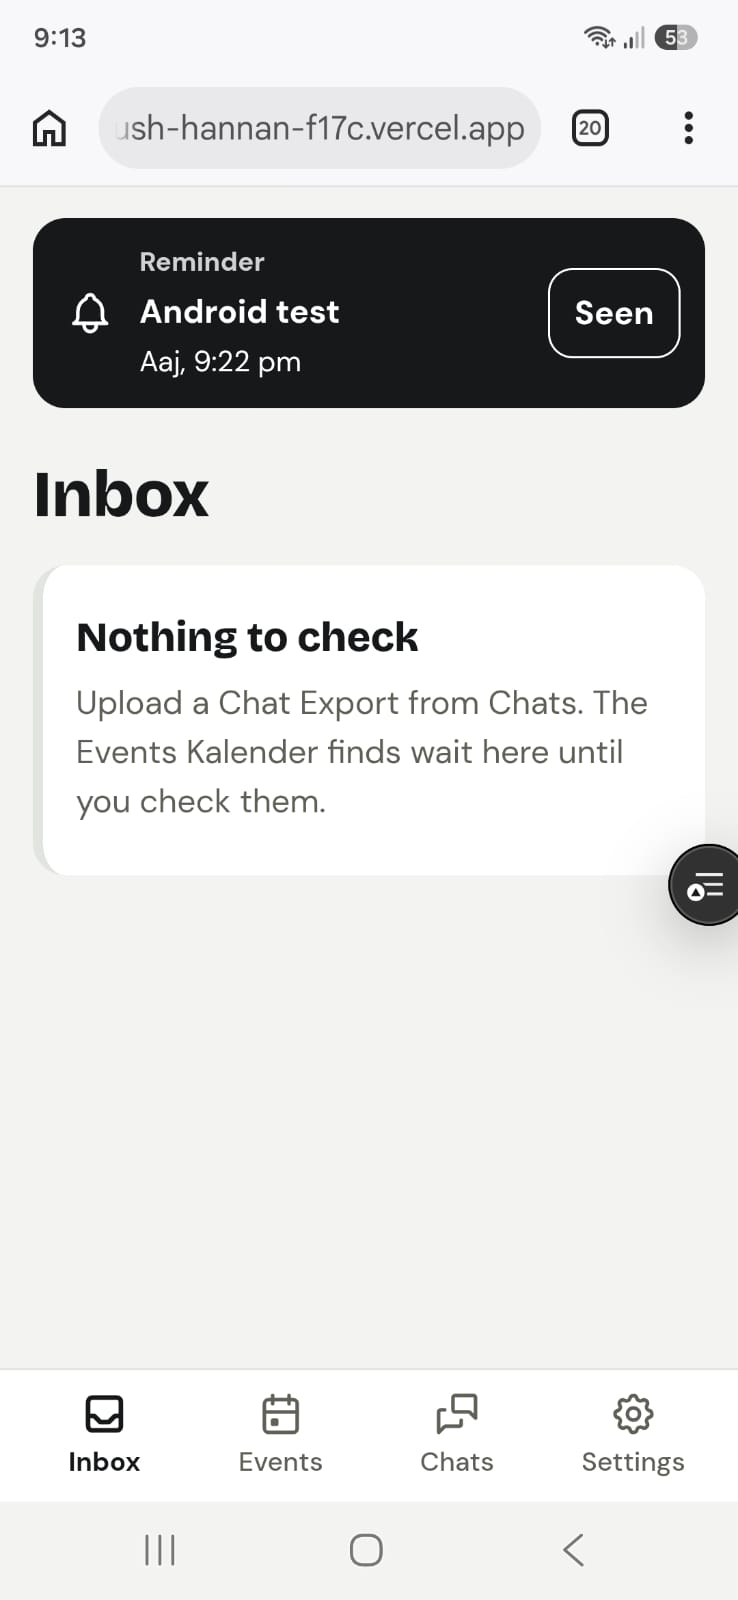 9:13
53
ush-hannan-f17c.vercel.app
20
Reminder
Android test
Seen
Aaj, 9:22 pm
Inbox
Nothing to check
Upload a Chat Export from Chats. The
Events Kalender finds wait here until
you check them.
Inbox
Events
Chats
Settings